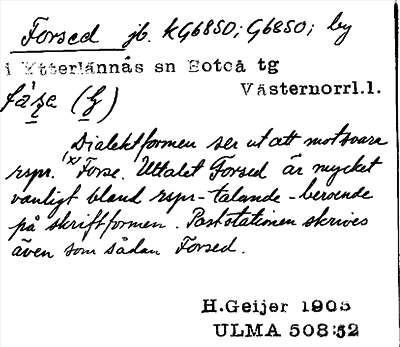 Forsed jb. KG6850; G6850; by
i Ytterlännäs sn Boteå tg
Västernorrl.l.
Dialektformen ser ut att motsvara
rspr. (x)Forse. Uttalet Forsed är mycket
vanligt bland rspr-talande - beroende
på skriftformen. Poststationen skrives
även som sådan Forsed.
H.Geijer 1905
ULMA 508:52